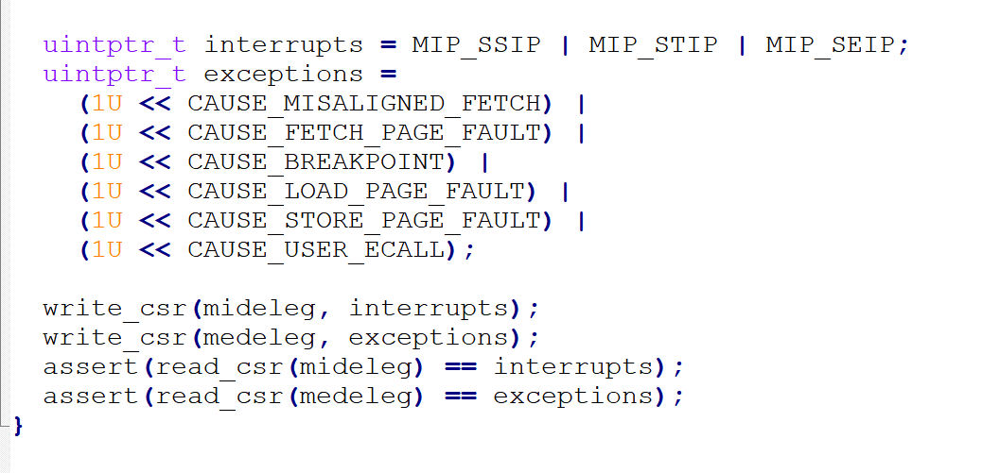 uintptr_t interrupts = MIP_SSIP | MIP_STIP | MIP_SEIP;
uintptr_t exceptions =
(1U << CAUSE_MISALIGNED_FETCH) |
(1U << CAUSE_FETCH_PAGE_FAULT) |
(1U << CAUSE_BREAKPOINT) |
(1U << CAUSE_LOAD_PAGE_FAULT) |
(1U << CAUSE_STORE_PAGE_FAULT) |
(1U << CAUSE_USER_ECALL);
write_csr(mideleg, interrupts);
write_csr(medeleg, exceptions);
assert(read_csr(mideleg) == interrupts);
assert(read_csr(medeleg) == exceptions);
}